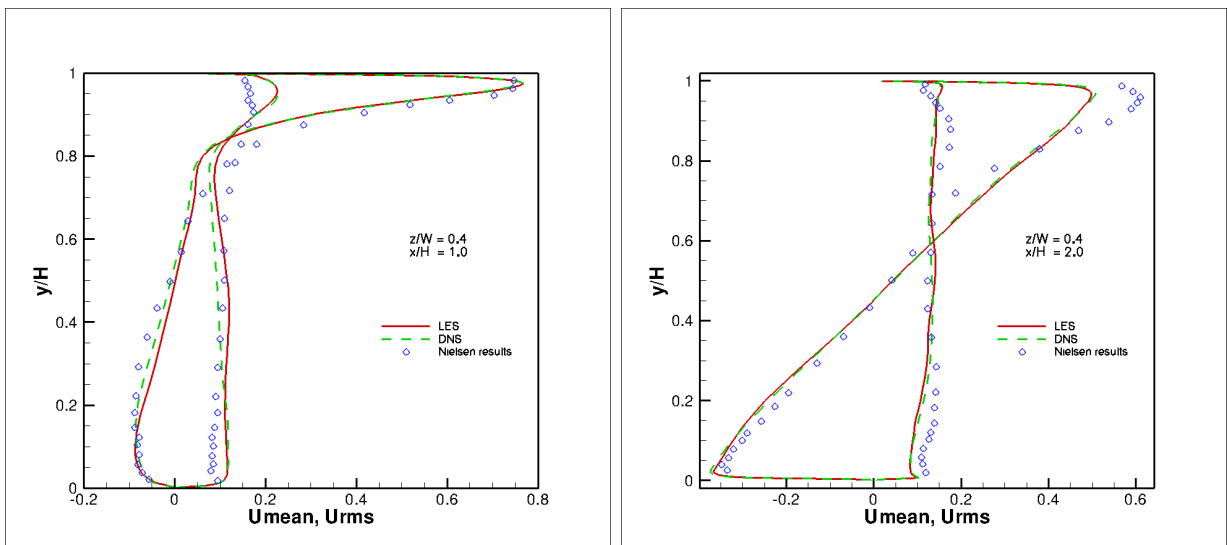 1
0.8
0.6
0.4
0.2
0
y/H
-0.2
0
0.2
0.4
0.6
0.8
Umean, Urms
z/W = 0.4
x/H = 1.0
LES
DNS
Nielsen results
1
0.8
0.6
0.4
0.2
0
y/H
-0.2
0
0.2
0.4
0.6
Umean, Urms
z/W = 0.4
x/H = 2.0
LES
DNS
Nielsen results